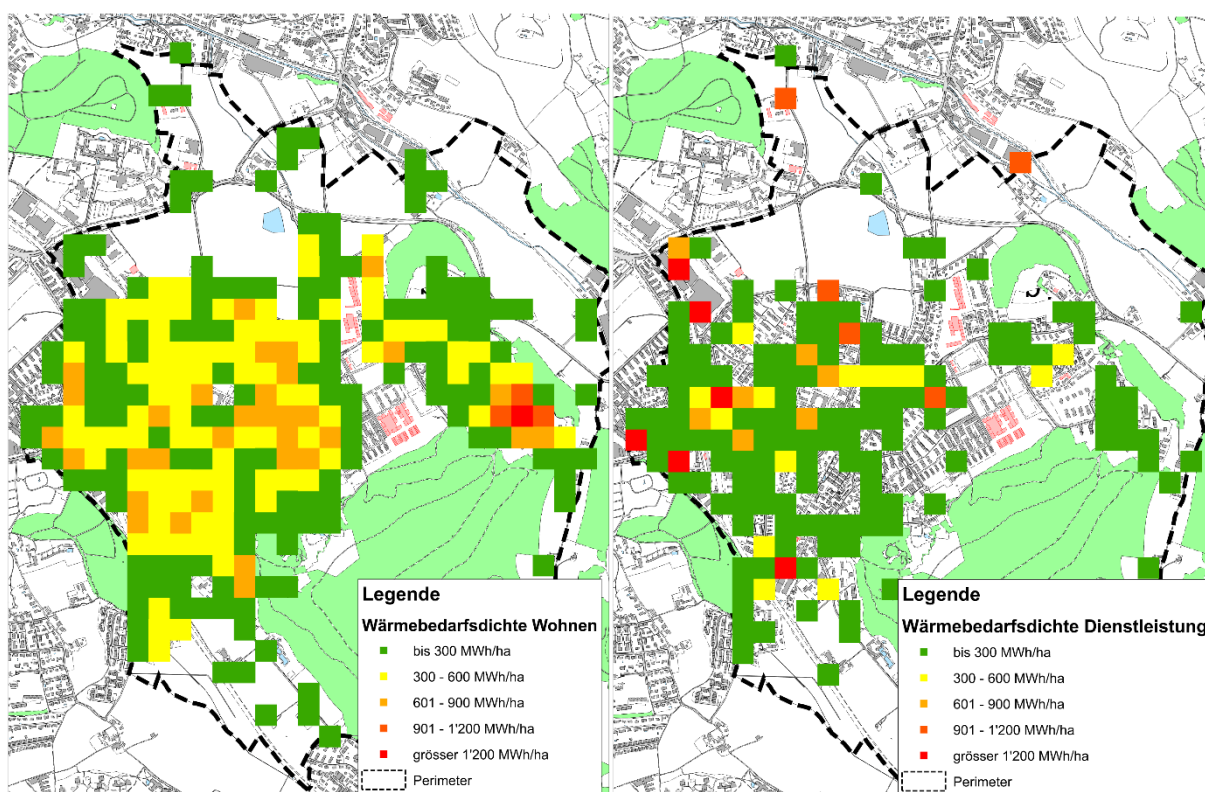 Legende
Wärmebedarfsdichte Wohnen
bis 300 MWh/ha
300 - 600 MWh/ha
601 - 900 MWh/ha
901 - 1'200 MWh/ha
grösser 1'200 MWh/ha
Perimeter
Legende
Wärmebedarfsdichte Dienstleistung
bis 300 MWh/ha
300 - 600 MWh/ha
601 - 900 MWh/ha
901 - 1'200 MWh/ha
grösser 1'200 MWh/ha
Perimeter